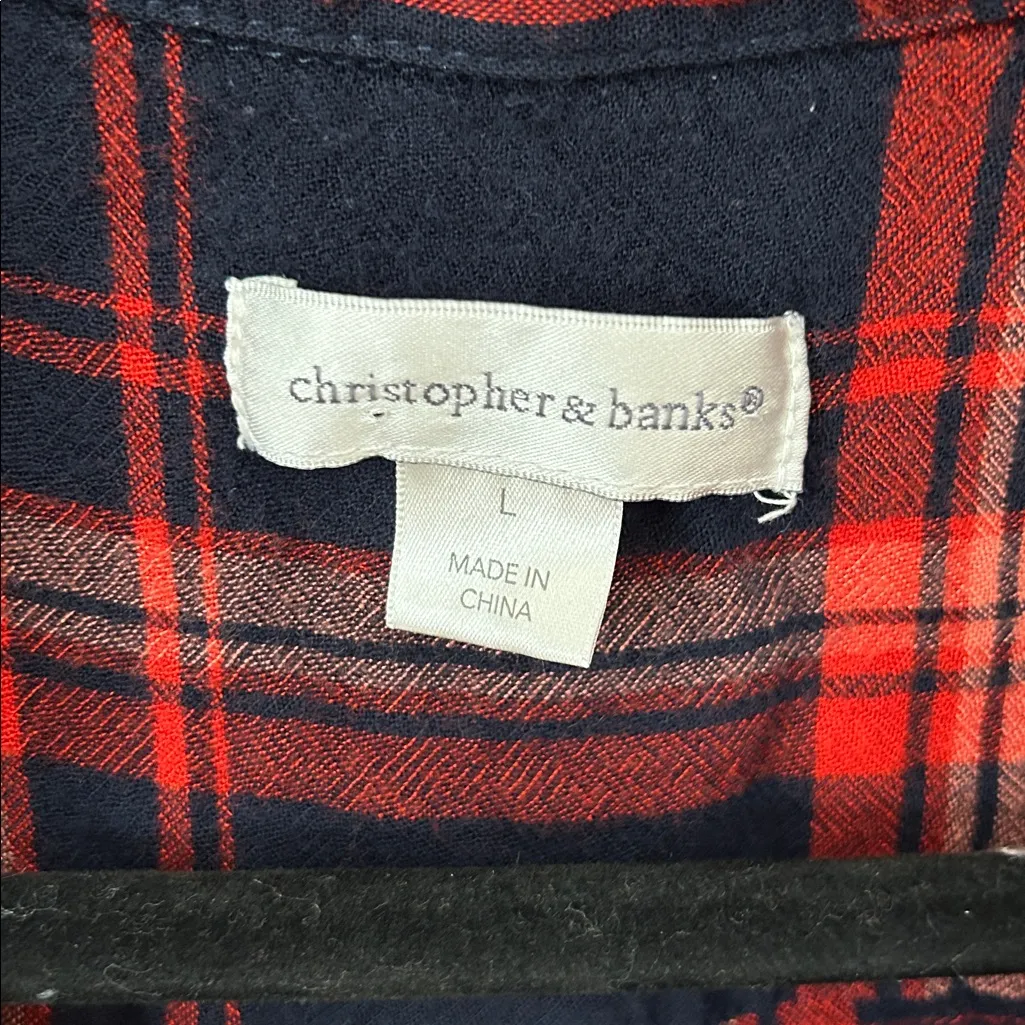 christopher & banks®
L
MADE IN
CHINA